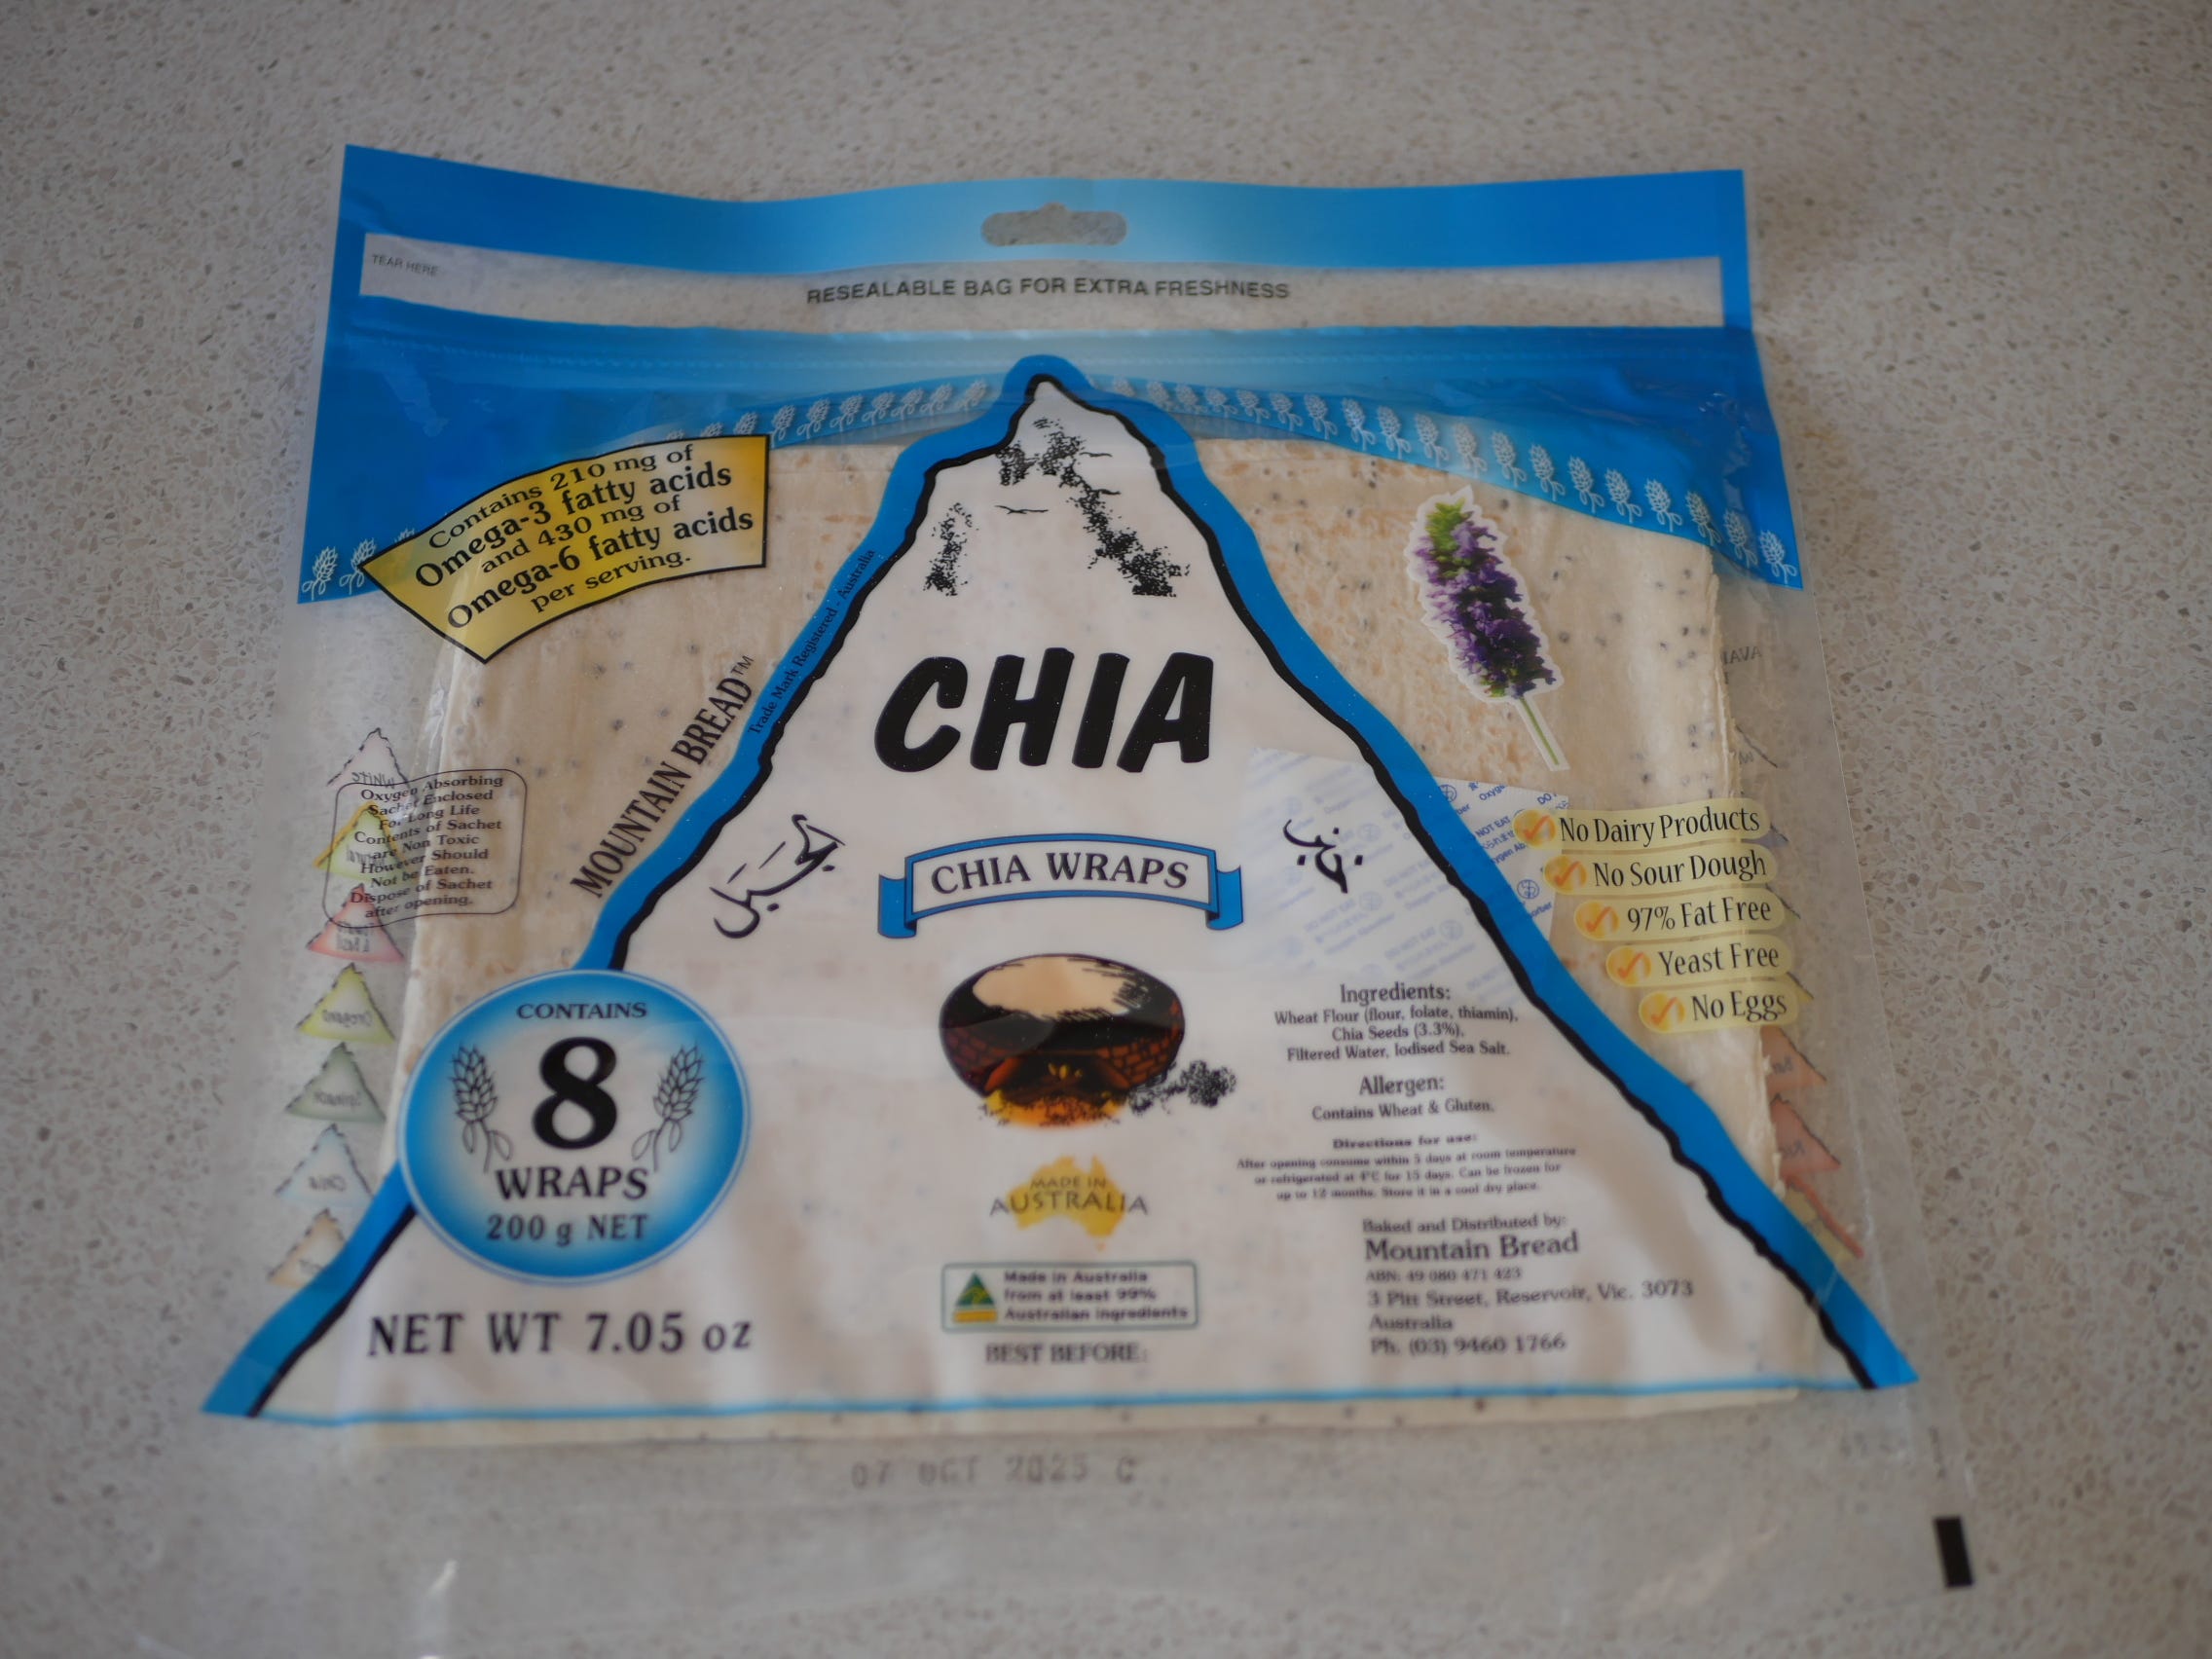 TEAR HERE
RESEALABLE BAG FOR EXTRA FRESHNESS
Contains 210 mg of
Omega-3 fatty acids
and 430 mg of
Omega-6 fatty acids
per serving.
MOUNTAIN BREAD™
Trade Mark Registered - Australia
CHIA
CHIA WRAPS
خبز
جبل
Oxygen Absorbing
Sachet Enclosed
For Long Life
Contents of Sachet
are Non Toxic
However Should
Not be Eaten.
Dispose of Sachet
after opening.
No Dairy Products
No Sour Dough
97% Fat Free
Yeast Free
No Eggs
CONTAINS
8
WRAPS
200 g NET
NET WT 7.05 oz
MADE IN
AUSTRALIA
Made in Australia
from at least 99%
Australian ingredients
BEST BEFORE:
Ingredients:
Wheat Flour (flour, folate, thiamin),
Chia Seeds (3.3%),
Filtered Water, Iodised Sea Salt.
Allergen:
Contains Wheat & Gluten.
Directions for use:
After opening consume within 5 days at room temperature
or refrigerated at 4°C for 15 days. Can be frozen for
up to 12 months. Store it in a cool dry place.
Baked and Distributed by:
Mountain Bread
ABN: 49 080 471 423
3 Pitt Street, Reservoir, Vic. 3073
Australia
Ph. (03) 9460 1766
07 OCT 2025 C